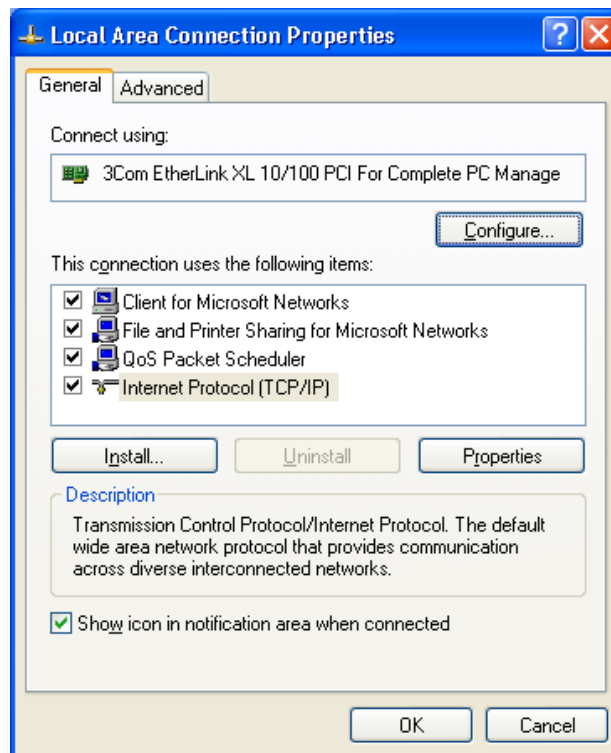 Local Area Connection Properties
General Advanced
Connect using:
3Com EtherLink XL 10/100 PCI For Complete PC Manage
Configure...
This connection uses the following items:
Client for Microsoft Networks
File and Printer Sharing for Microsoft Networks
QoS Packet Scheduler
Internet Protocol (TCP/IP)
Install... Uninstall Properties
Description
Transmission Control Protocol/Internet Protocol. The default
wide area network protocol that provides communication
across diverse interconnected networks.
Show icon in notification area when connected
OK Cancel